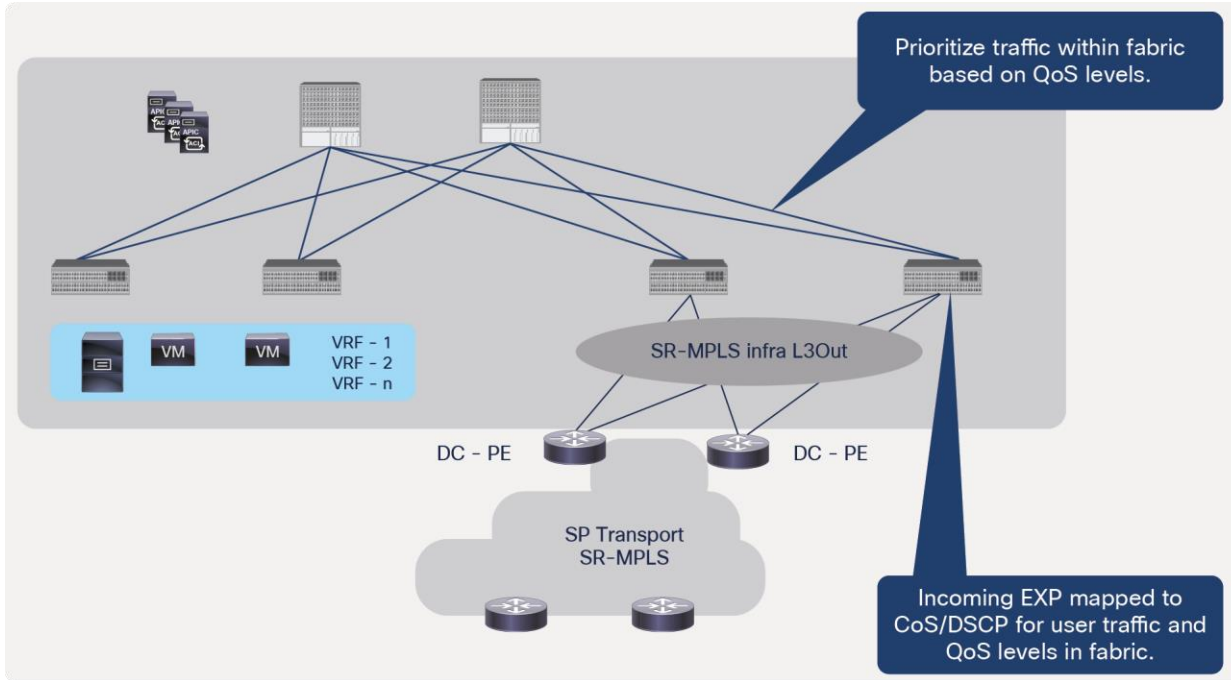 Prioritize traffic within fabric
based on QoS levels.
APIC
ACI
VM
VM
VRF - 1
VRF - 2
VRF - n
SR-MPLS infra L3Out
DC - PE
DC - PE
SP Transport
SR-MPLS
Incoming EXP mapped to
CoS/DSCP for user traffic and
QoS levels in fabric.